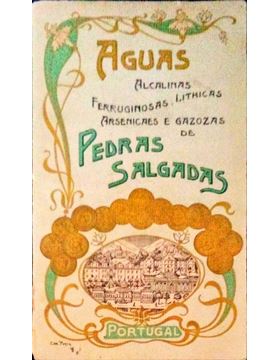 AGUAS
ALCALINAS
FERRUGINOSAS, LITHICAS
ARSENICAES E GAZOZAS
DE
PEDRAS
SALGADAS
PORTUGAL